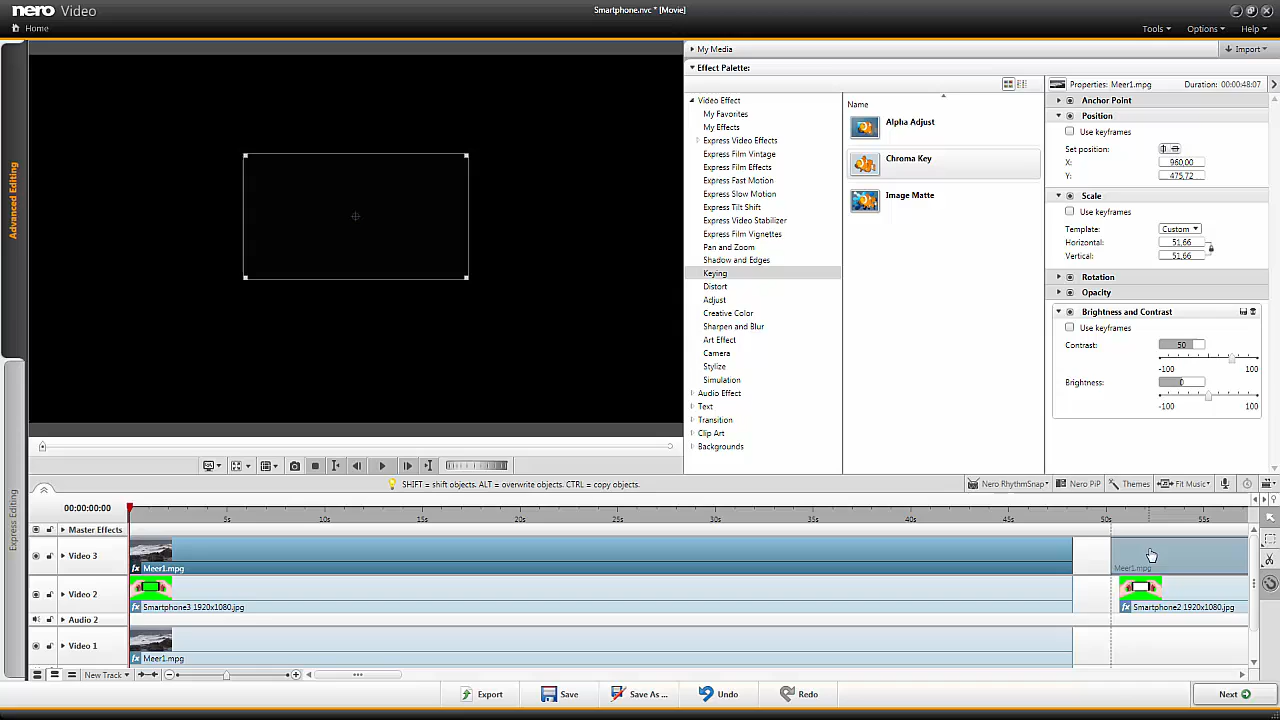 nero Video
Smartphone.nvc * [Movie]
Home
Tools
Options
Help
My Media
Import
Effect Palette:
Advanced Editing
Express Editing
Video Effect
My Favorites
My Effects
Express Video Effects
Express Film Vintage
Express Film Effects
Express Fast Motion
Express Slow Motion
Express Tilt Shift
Express Video Stabilizer
Express Film Vignettes
Pan and Zoom
Shadow and Edges
Keying
Distort
Adjust
Creative Color
Sharpen and Blur
Art Effect
Camera
Stylize
Simulation
Audio Effect
Text
Transition
Clip Art
Backgrounds
Name
Alpha Adjust
Chroma Key
Image Matte
Properties: Meer1.mpg
Duration: 00:00:48:07
Anchor Point
Position
Use keyframes
Set position:
X: 960,00
Y: 475,72
Scale
Use keyframes
Template: Custom
Horizontal: 51,66
Vertical: 51,66
Rotation
Opacity
Brightness and Contrast
Use keyframes
Contrast: 50
-100 100
Brightness: 0
-100 100
SHIFT = shift objects. ALT = overwrite objects. CTRL = copy objects.
Nero RhythmSnap
Nero PiP
Themes
Fit Music
00:00:00:00
5s 10s 15s 20s 25s 30s 35s 40s 45s 50s 55s
Master Effects
Video 3
fx Meer1.mpg
Meer1.mpg
Video 2
fx Smartphone3 1920x1080.jpg
fx Smartphone2 1920x1080.jpg
Audio 2
Video 1
fx Meer1.mpg
New Track
Export
Save
Save As ...
Undo
Redo
Next